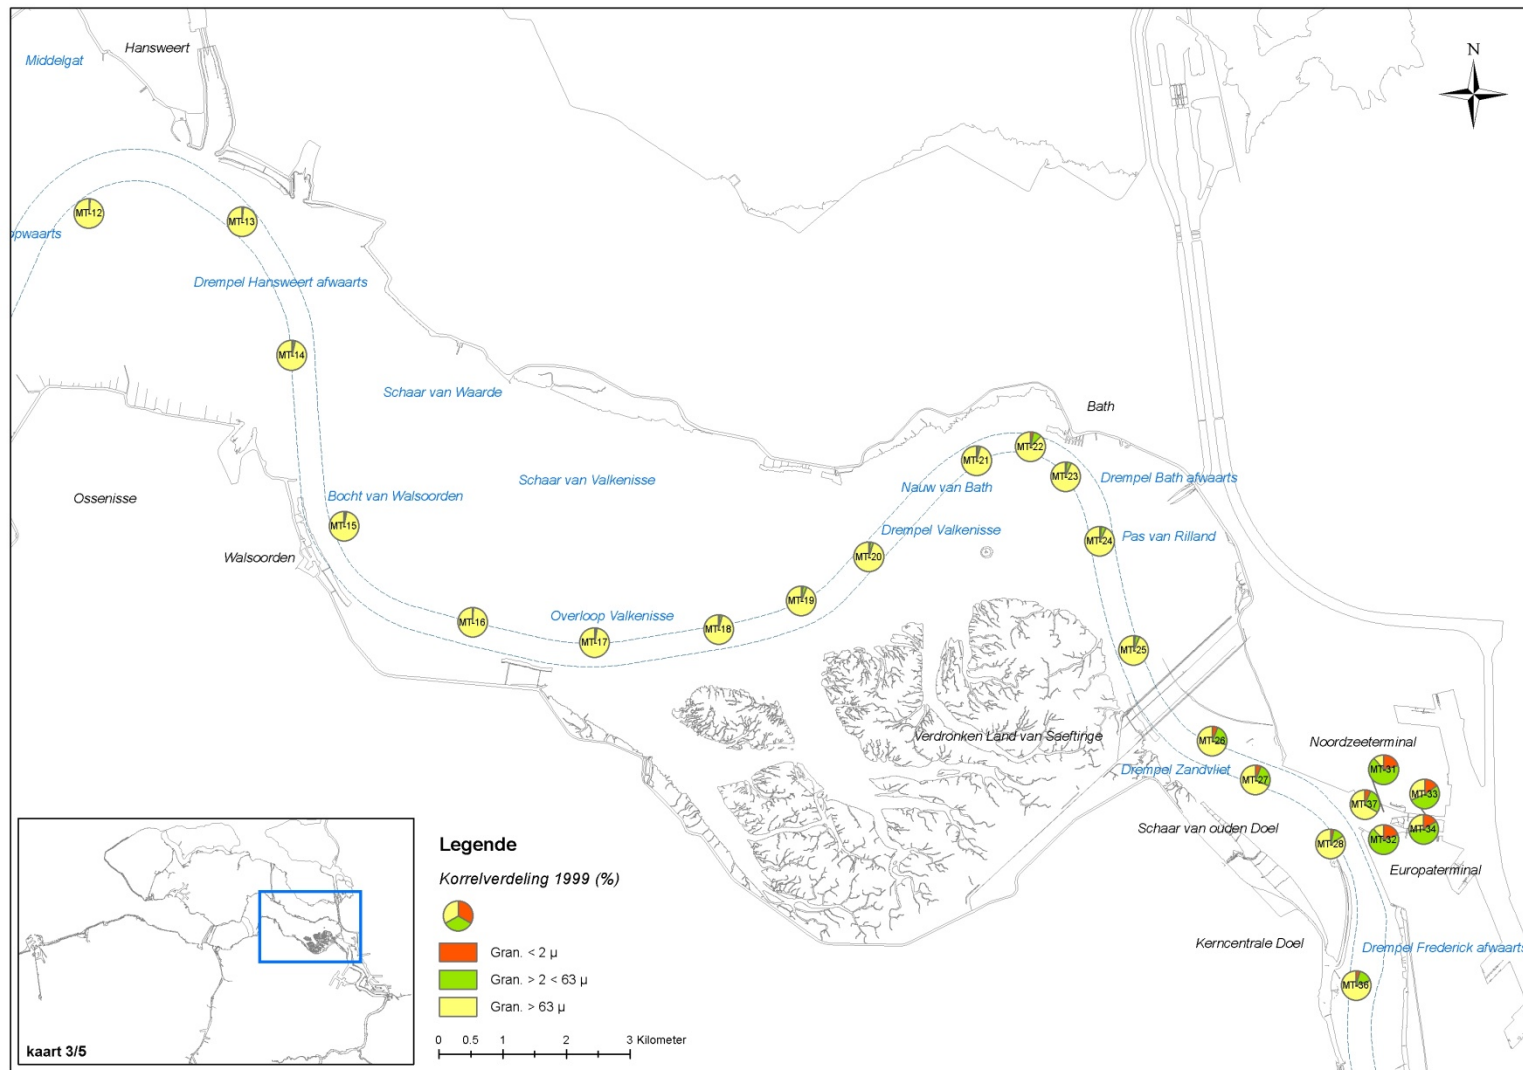 Hansweert
Middelgat
N
MT-12
MT-13
opwaarts
Drempel Hansweert afwaarts
MT-14
Schaar van Waarde
Bath
MT-22
MT-21
MT-23
Drempel Bath afwaarts
Schaar van Valkenisse
Nauw van Bath
Ossenisse
Bocht van Walsoorden
MT-15
Drempel Valkenisse
MT-24
Pas van Rilland
Walsoorden
MT-20
MT-19
Overloop Valkenisse
MT-16
MT-18
MT-17
MT-25
Verdronken Land van Saeftinge
MT-26
Noordzeeterminal
Drempel Zandvliet
MT-31
MT-27
MT-33
MT-37
Schaar van ouden Doel
MT-34
MT-28
MT-32
Europaterminal
Kerncentrale Doel
Drempel Frederick afwaarts
MT-36
Legende
Korrelverdeling 1999 (%)
Gran. < 2 µ
Gran. > 2 < 63 µ
Gran. > 63 µ
0 0.5 1 2 3 Kilometer
kaart 3/5